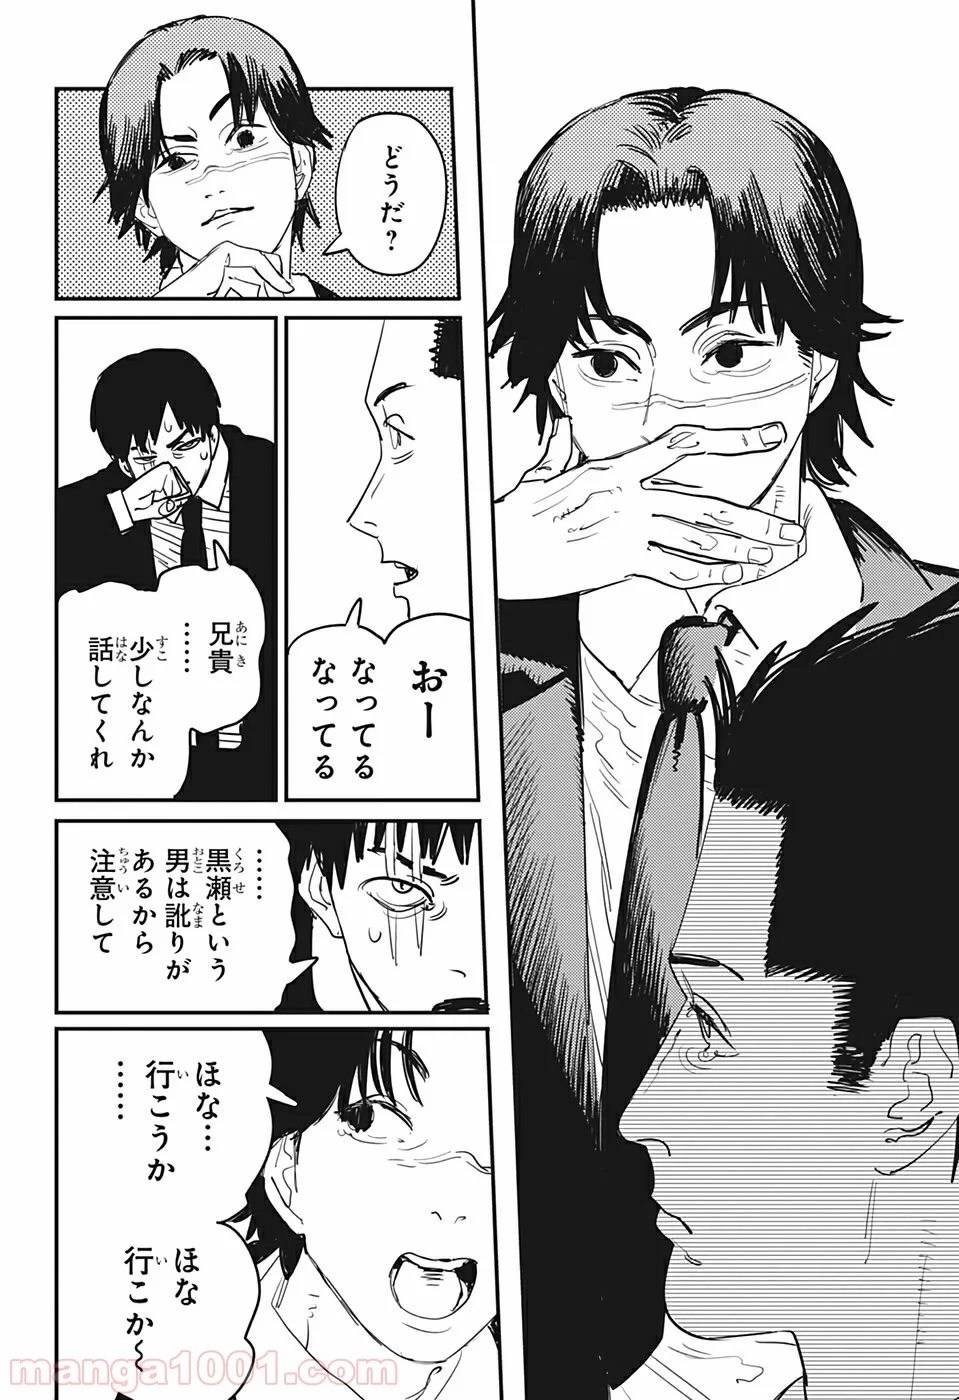 どうだ？
おー
なってる
なってる
兄貴
……
少しなんか
話してくれ
……
黒瀬という
男は訛りが
あるから
注意して
ほな…
行こうか
……
ほな
行こか～
manga1001.com